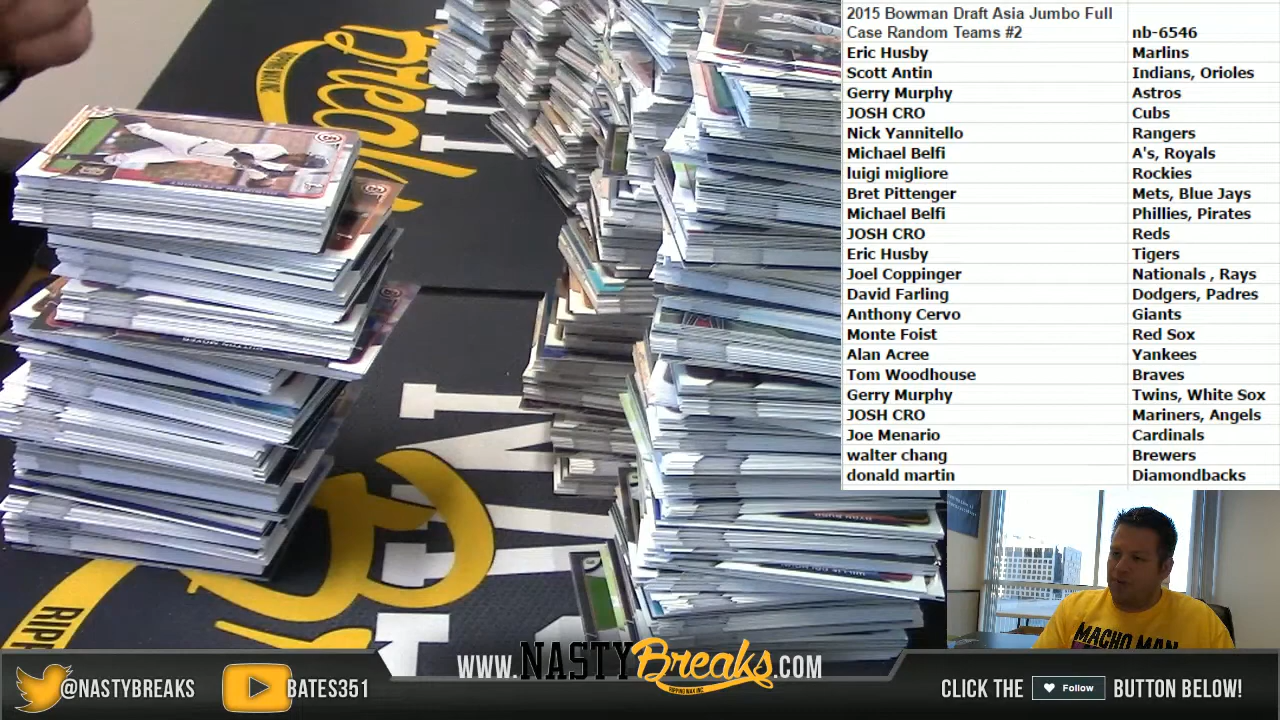 2015 Bowman Draft Asia Jumbo Full
Case Random Teams #2 nb-6546
Eric Husby Marlins
Scott Antin Indians, Orioles
Gerry Murphy Astros
JOSH CRO Cubs
Nick Yannitello Rangers
Michael Belfi A's, Royals
luigi migliore Rockies
Bret Pittenger Mets, Blue Jays
Michael Belfi Phillies, Pirates
JOSH CRO Reds
Eric Husby Tigers
Joel Coppinger Nationals , Rays
David Farling Dodgers, Padres
Anthony Cervo Giants
Monte Foist Red Sox
Alan Acree Yankees
Tom Woodhouse Braves
Gerry Murphy Twins, White Sox
JOSH CRO Mariners, Angels
Joe Menario Cardinals
walter chang Brewers
donald martin Diamondbacks
MACHO MAN
RIPP
@NASTYBREAKS
BATES351
WWW.NASTYBreaks.COM
RIPPING WAX INC
CLICK THE Follow BUTTON BELOW!